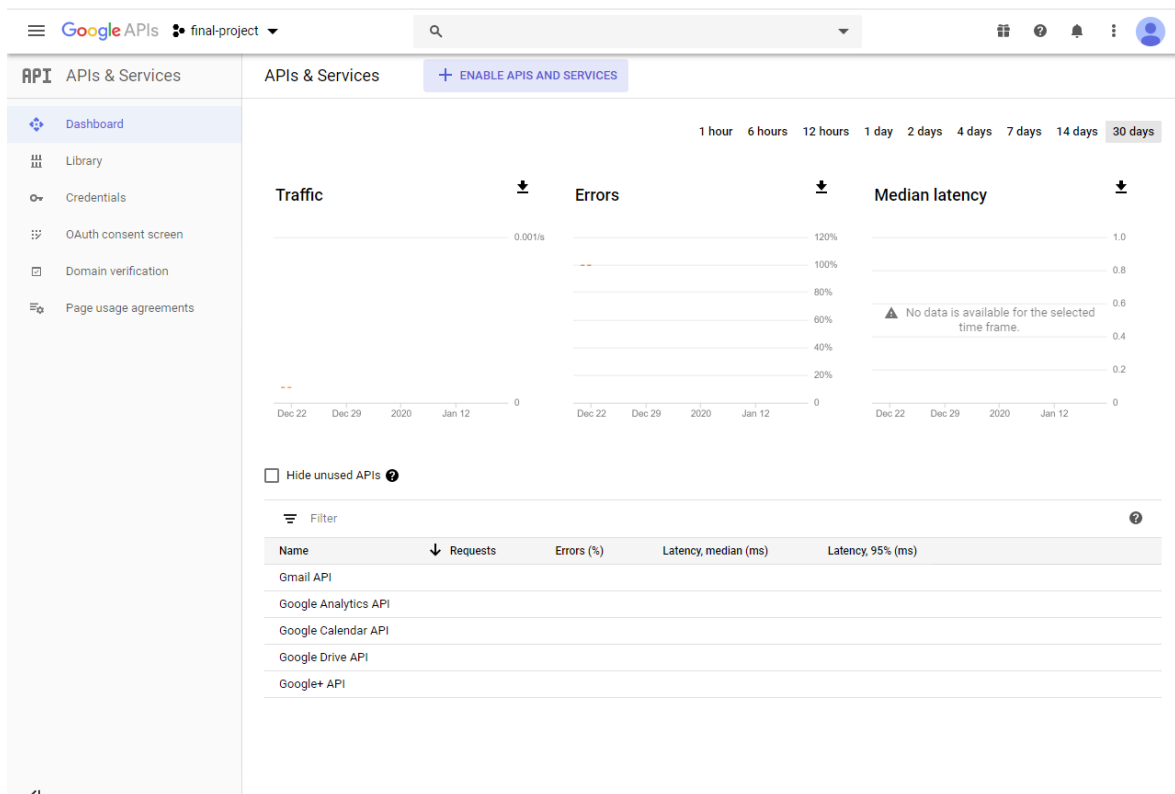 Google APIs final-project
API APIs & Services
APIs & Services
+ ENABLE APIS AND SERVICES
Dashboard
Library
Credentials
OAuth consent screen
Domain verification
Page usage agreements
1 hour 6 hours 12 hours 1 day 2 days 4 days 7 days 14 days 30 days
Traffic
0.001/s
0
Dec 22 Dec 29 2020 Jan 12
Errors
120%
100%
80%
60%
40%
20%
0
Dec 22 Dec 29 2020 Jan 12
Median latency
1.0
0.8
0.6
0.4
0.2
0
No data is available for the selected
time frame.
Dec 22 Dec 29 2020 Jan 12
Hide unused APIs
Filter
Name Requests Errors (%) Latency, median (ms) Latency, 95% (ms)
Gmail API
Google Analytics API
Google Calendar API
Google Drive API
Google+ API